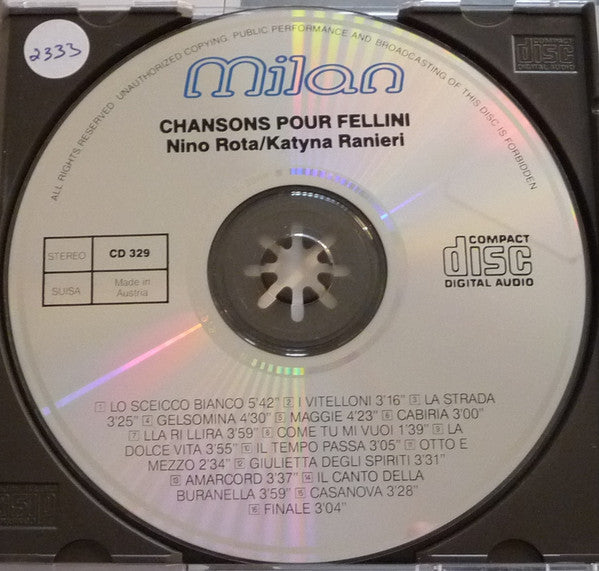 2333
ALL RIGHTS RESERVED UNAUTHORIZED COPYING PUBLIC PERFORMANCE AND BROADCASTING OF THIS DISC IS FORBIDDEN
milan
CHANSONS POUR FELLINI
Nino Rota/Katyna Ranieri
STEREO CD 329
SUISA Made in Austria
COMPACT
disc
DIGITAL AUDIO
1 LO SCEICCO BIANCO 5'42" 2 I VITELLONI 3'16" 3 LA STRADA
3'25" 4 GELSOMINA 4'30" 5 MAGGIE 4'23" 6 CABIRIA 3'00"
7 LLA RI LLIRA 3'59" 8 COME TU MI VUOI 1'39" 9 LA
DOLCE VITA 3'55" 10 IL TEMPO PASSA 3'05" 11 OTTO E
MEZZO 2'34" 12 GIULIETTA DEGLI SPIRITI 3'31"
13 AMARCORD 3'37" 14 IL CANTO DELLA
BURANELLA 3'59" 15 CASANOVA 3'28"
16 FINALE 3'04"
disc
DIGITAL AUDIO